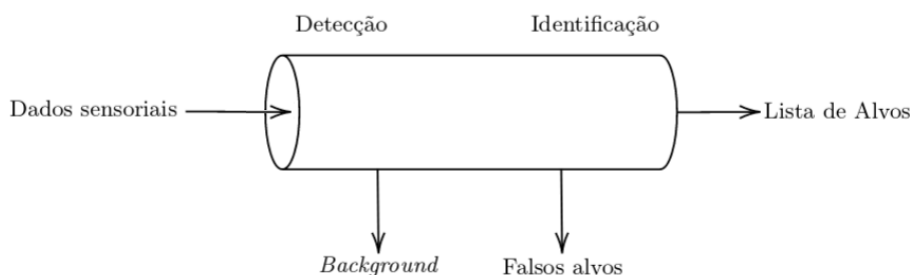 Detecção
Identificação
Dados sensoriais
Lista de Alvos
Background
Falsos alvos